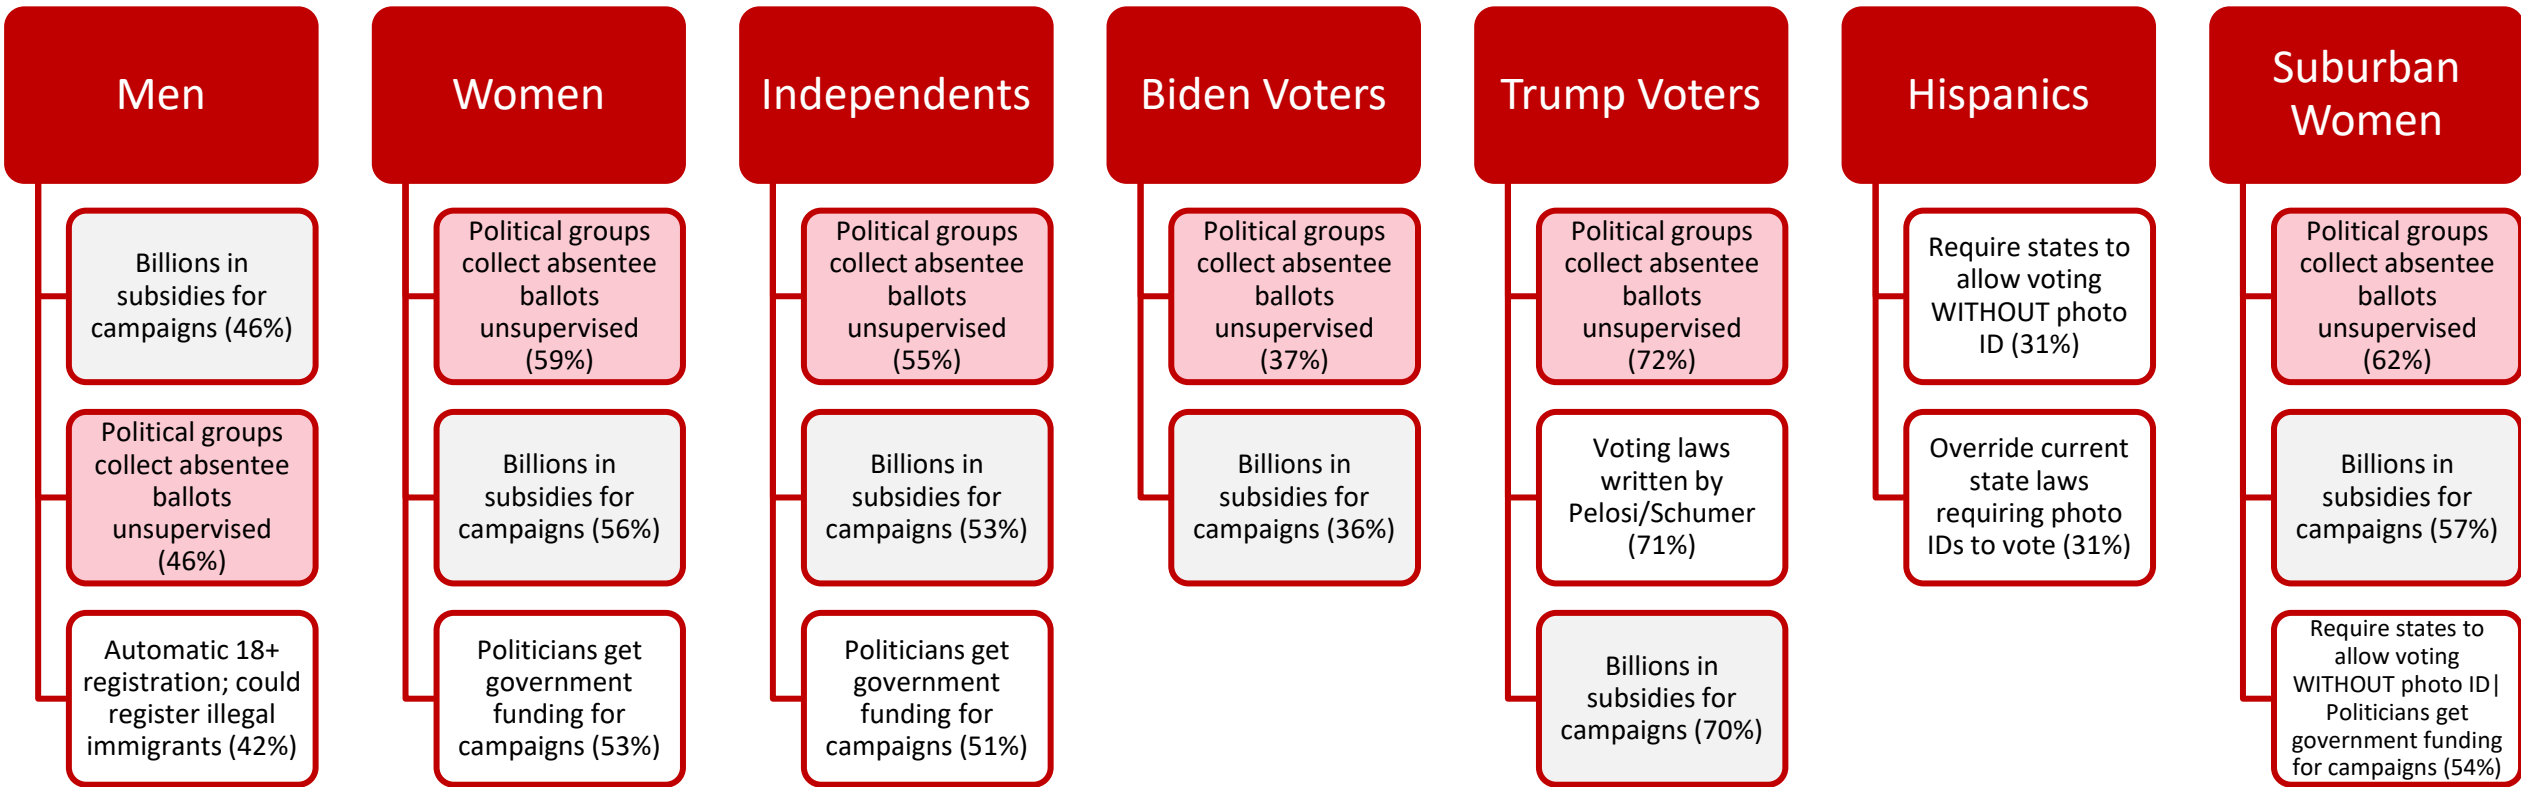 Men
Billions in
subsidies for
campaigns (46%)
Political groups
collect absentee
ballots
unsupervised
(46%)
Automatic 18+
registration; could
register illegal
immigrants (42%)
Women
Political groups
collect absentee
ballots
unsupervised
(59%)
Billions in
subsidies for
campaigns (56%)
Politicians get
government
funding for
campaigns (53%)
Independents
Political groups
collect absentee
ballots
unsupervised
(55%)
Billions in
subsidies for
campaigns (53%)
Politicians get
government
funding for
campaigns (51%)
Biden Voters
Political groups
collect absentee
ballots
unsupervised
(37%)
Billions in
subsidies for
campaigns (36%)
Trump Voters
Political groups
collect absentee
ballots
unsupervised
(72%)
Voting laws
written by
Pelosi/Schumer
(71%)
Billions in
subsidies for
campaigns (70%)
Hispanics
Require states to
allow voting
WITHOUT photo
ID (31%)
Override current
state laws
requiring photo
IDs to vote (31%)
Suburban
Women
Political groups
collect absentee
ballots
unsupervised
(62%)
Billions in
subsidies for
campaigns (57%)
Require states to
allow voting
WITHOUT photo ID|
Politicians get
government funding
for campaigns (54%)